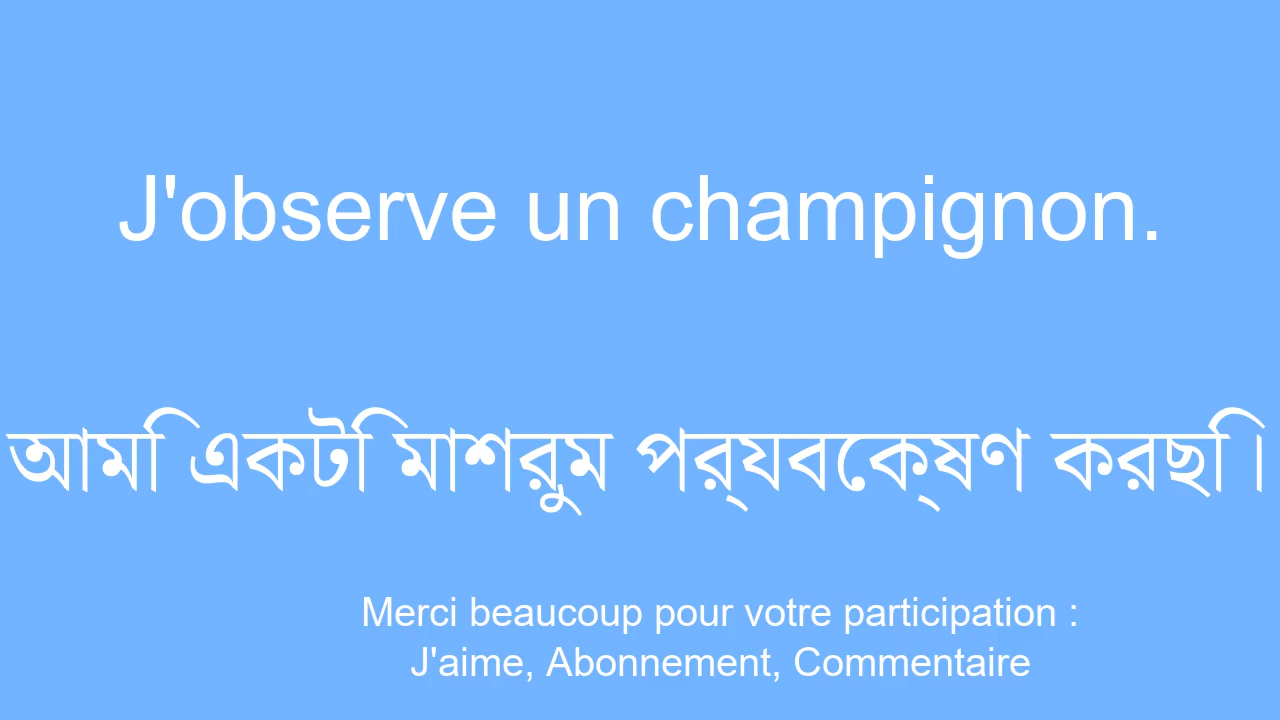 J'observe un champignon.
আমি একটি মাশরুম পর্যবেক্ষণ করছি।
Merci beaucoup pour votre participation :
J'aime, Abonnement, Commentaire